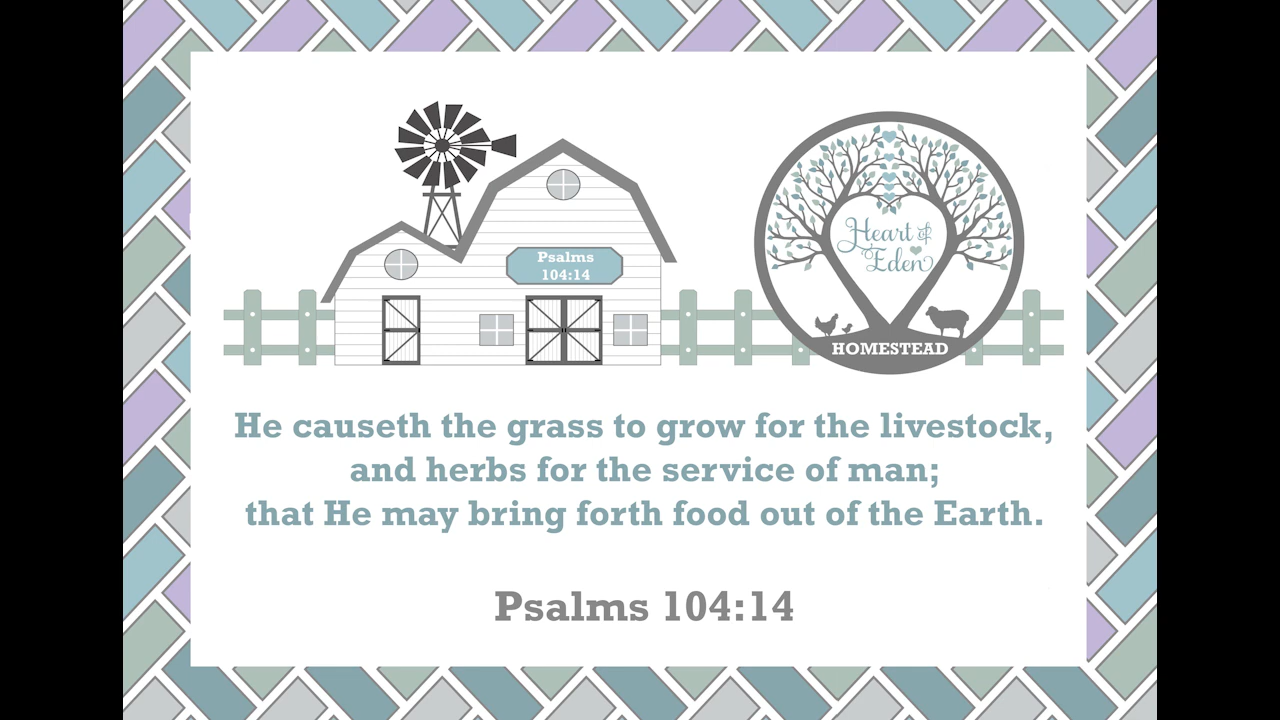 Psalms
104:14
Heart of
Eden
HOMESTEAD
He causeth the grass to grow for the livestock,
and herbs for the service of man;
that He may bring forth food out of the Earth.
Psalms 104:14